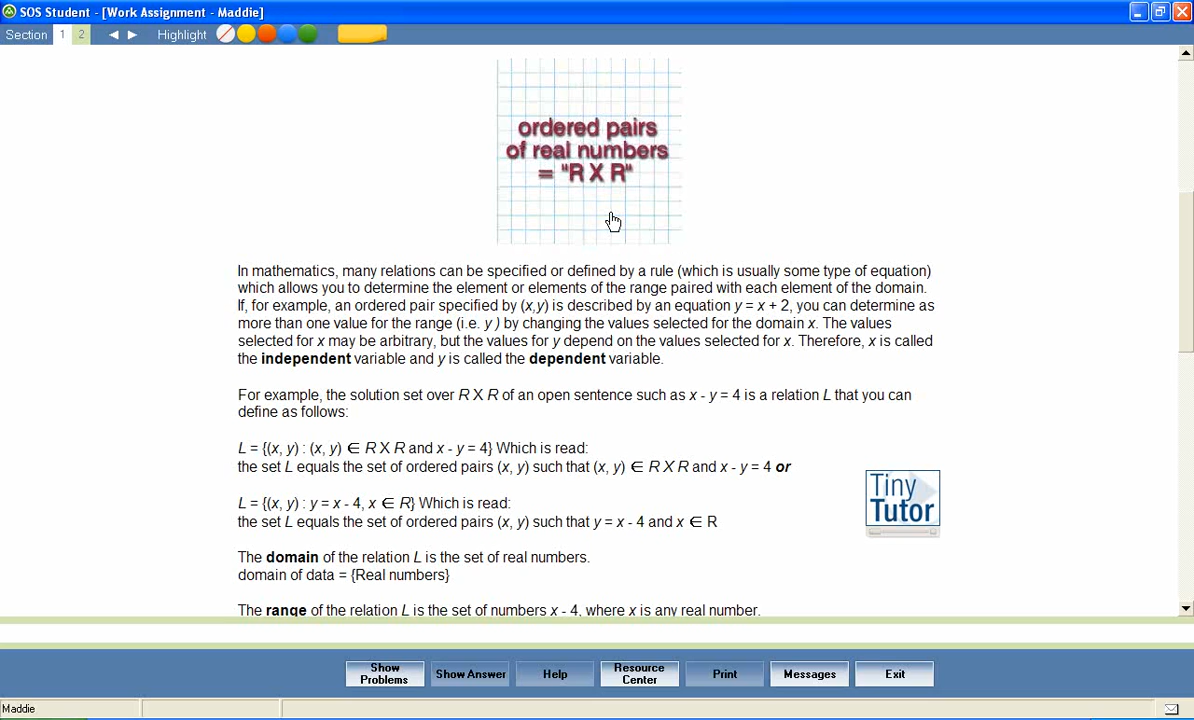 SOS Student - [Work Assignment - Maddie]
Section 1 2 Highlight
ordered pairs
of real numbers
= "R X R"
In mathematics, many relations can be specified or defined by a rule (which is usually some type of equation)
which allows you to determine the element or elements of the range paired with each element of the domain.
If, for example, an ordered pair specified by (x,y) is described by an equation y = x + 2, you can determine as
more than one value for the range (i.e. y ) by changing the values selected for the domain x. The values
selected for x may be arbitrary, but the values for y depend on the values selected for x. Therefore, x is called
the independent variable and y is called the dependent variable.
For example, the solution set over R X R of an open sentence such as x - y = 4 is a relation L that you can
define as follows:
L = {(x, y) : (x, y) ∈ R X R and x - y = 4} Which is read:
the set L equals the set of ordered pairs (x, y) such that (x, y) ∈ R X R and x - y = 4 or
L = {(x, y) : y = x - 4, x ∈ R} Which is read:
the set L equals the set of ordered pairs (x, y) such that y = x - 4 and x ∈ R
Tiny
Tutor
The domain of the relation L is the set of real numbers.
domain of data = {Real numbers}
The range of the relation L is the set of numbers x - 4, where x is any real number.
Show Problems Show Answer Help Resource Center Print Messages Exit
Maddie